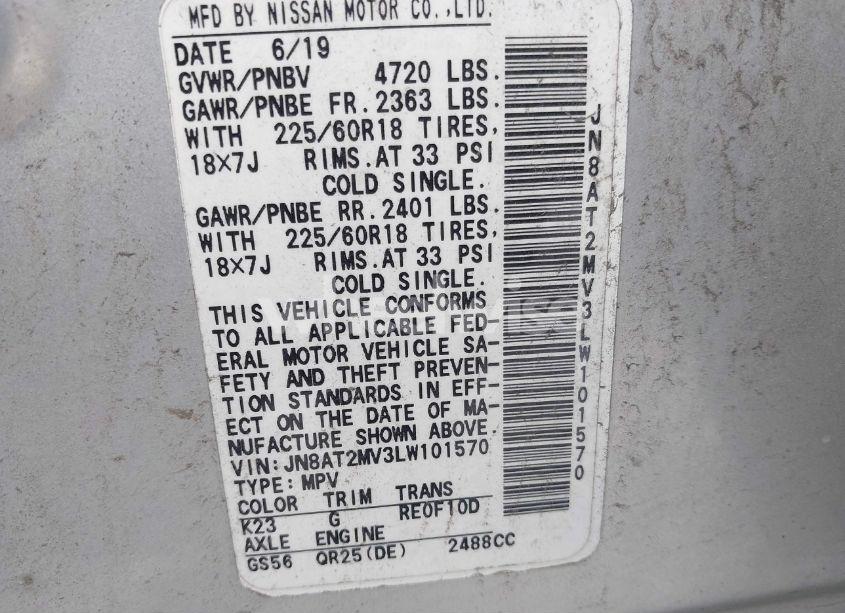 MFD BY NISSAN MOTOR CO.,LTD.
DATE 6/19
GVWR/PNBV 4720 LBS.
GAWR/PNBE FR. 2363 LBS.
WITH 225/60R18 TIRES,
18×7J RIMS.AT 33 PSI
COLD SINGLE.
GAWR/PNBE RR. 2401 LBS.
WITH 225/60R18 TIRES,
18×7J RIMS.AT 33 PSI
COLD SINGLE.
THIS VEHICLE CONFORMS
TO ALL APPLICABLE FED-
ERAL MOTOR VEHICLE SA-
FETY AND THEFT PREVEN-
TION STANDARDS IN EFF-
ECT ON THE DATE OF MA-
NUFACTURE SHOWN ABOVE.
VIN:JN8AT2MV3LW101570
TYPE:MPV
COLOR TRIM TRANS
K23 G RE0F10D
AXLE ENGINE
GS56 QR25(DE) 2488CC
JN8AT2MV3LW101570